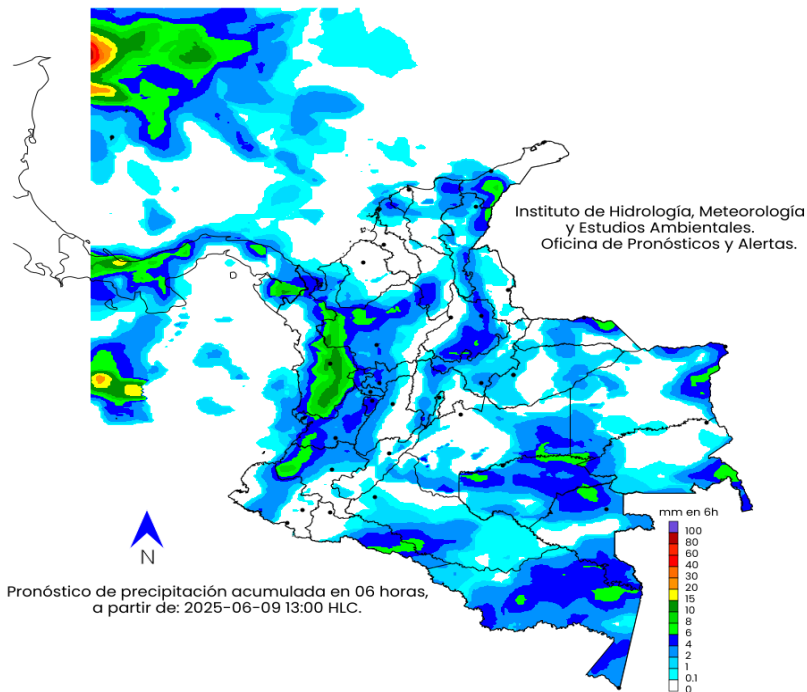 Instituto de Hidrología, Meteorología
y Estudios Ambientales.
Oficina de Pronósticos y Alertas.
N
Pronóstico de precipitación acumulada en 06 horas,
a partir de: 2025-06-09 13:00 HLC.
mm en 6h
100
80
60
40
30
20
15
10
8
6
4
2
1
0.1
0